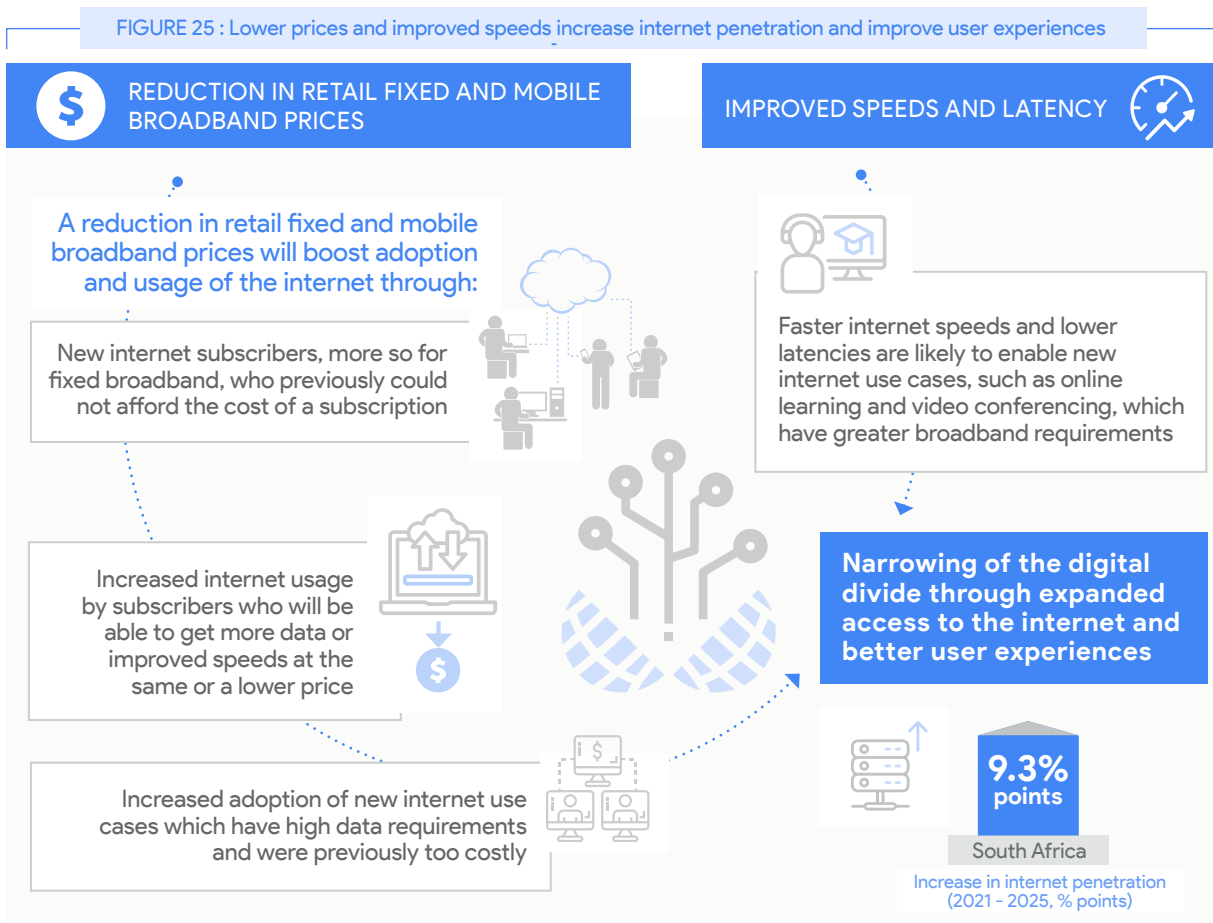 FIGURE 25 : Lower prices and improved speeds increase internet penetration and improve user experiences
$
REDUCTION IN RETAIL FIXED AND MOBILE
BROADBAND PRICES
A reduction in retail fixed and mobile
broadband prices will boost adoption
and usage of the internet through:
New internet subscribers, more so for
fixed broadband, who previously could
not afford the cost of a subscription
Increased internet usage
by subscribers who will be
able to get more data or
improved speeds at the
same or a lower price
$
Increased adoption of new internet use
cases which have high data requirements
and were previously too costly
$
IMPROVED SPEEDS AND LATENCY
Faster internet speeds and lower
latencies are likely to enable new
internet use cases, such as online
learning and video conferencing, which
have greater broadband requirements
Narrowing of the digital
divide through expanded
access to the internet and
better user experiences
9.3%
points
South Africa
Increase in internet penetration
(2021 - 2025, % points)